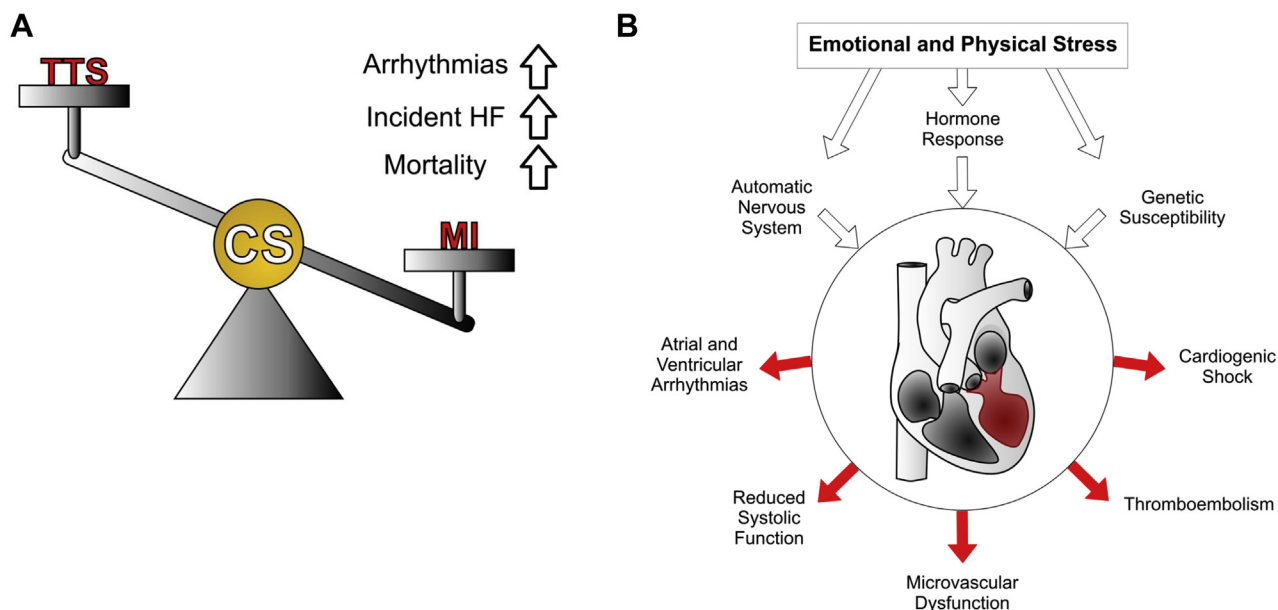 A
TTS
Arrhythmias
Incident HF
Mortality
CS
MI
B
Emotional and Physical Stress
Hormone
Response
Automatic
Nervous
System
Genetic
Susceptibility
Atrial and
Ventricular
Arrhythmias
Cardiogenic
Shock
Reduced
Systolic
Function
Thromboembolism
Microvascular
Dysfunction